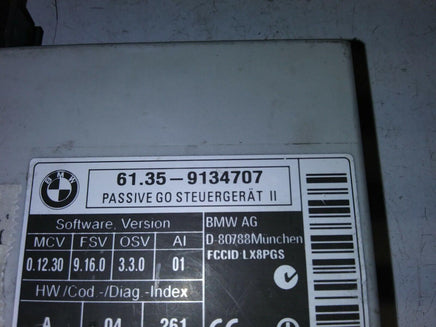 BMW
61.35-9134707
PASSIVE GO STEUERGERÄT II
Software, Version
MCV FSV OSV AI
0.12.30 9.16.0 3.3.0 01
HW/Cod.-/Diag.-Index
A 04 261
BMW AG
D-80788München
FCCID LX8PGS
CE